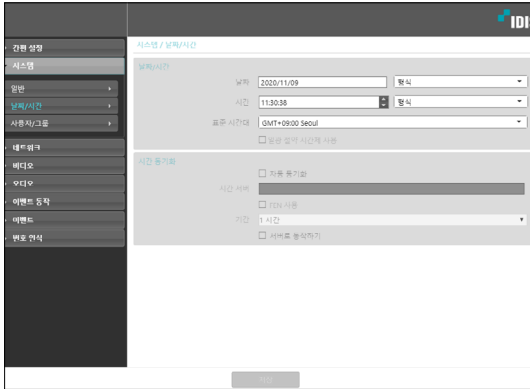 IDIS
간편 설정
시스템 / 날짜/시간
시스템
날짜/시간
일반
날짜 2020/11/09 형식
날짜/시간
시간 11:30:38 형식
사용자/그룹
표준 시간대 GMT+09:00 Seoul
일광 절약 시간제 사용
네트워크
시간 동기화
비디오
자동 동기화
오디오
시간 서버
이벤트 동작
FEN 사용
이벤트
간격 1 시간
번호 인식
서버로 동작하기
저장